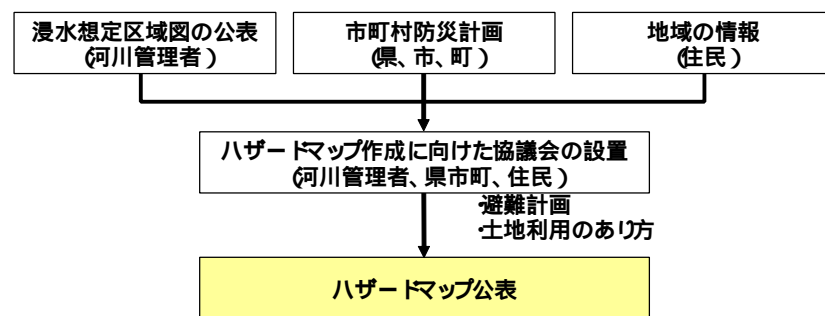 浸水想定区域図の公表
(河川管理者)
市町村防災計画
(県、市、町)
地域の情報
(住民)
ハザードマップ作成に向けた協議会の設置
(河川管理者、県市町、住民)
・避難計画
・土地利用のあり方
ハザードマップ公表